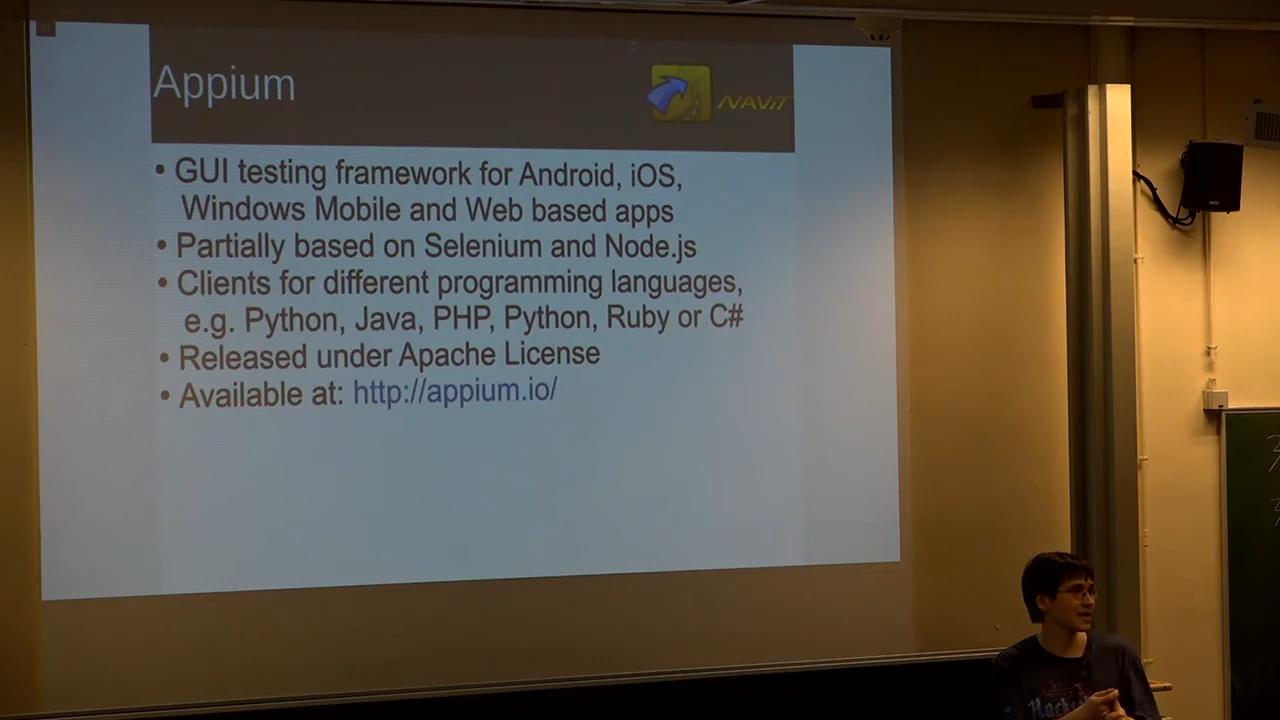 Appium
NAViT
• GUI testing framework for Android, iOS,
Windows Mobile and Web based apps
• Partially based on Selenium and Node.js
• Clients for different programming languages,
e.g. Python, Java, PHP, Python, Ruby or C#
• Released under Apache License
• Available at: http://appium.io/